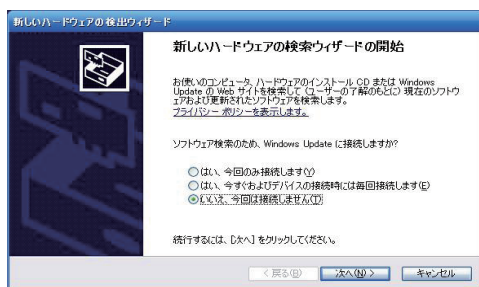 新しいハードウェアの検出ウィザード
新しいハードウェアの検索ウィザードの開始
お使いのコンピュータ、ハードウェアのインストール CD または Windows
Update の Web サイトを検索して (ユーザーの了解のもとに) 現在のソフトウ
ェアおよび更新されたソフトウェアを検索します。
プライバシー ポリシーを表示します。
ソフトウェア検索のため、Windows Update に接続しますか?
はい、今回のみ接続します(Y)
はい、今すぐおよびデバイスの接続時には毎回接続します(E)
いいえ、今回は接続しません(T)
続行するには、[次へ] をクリックしてください。
< 戻る(B)
次へ(N) >
キャンセル